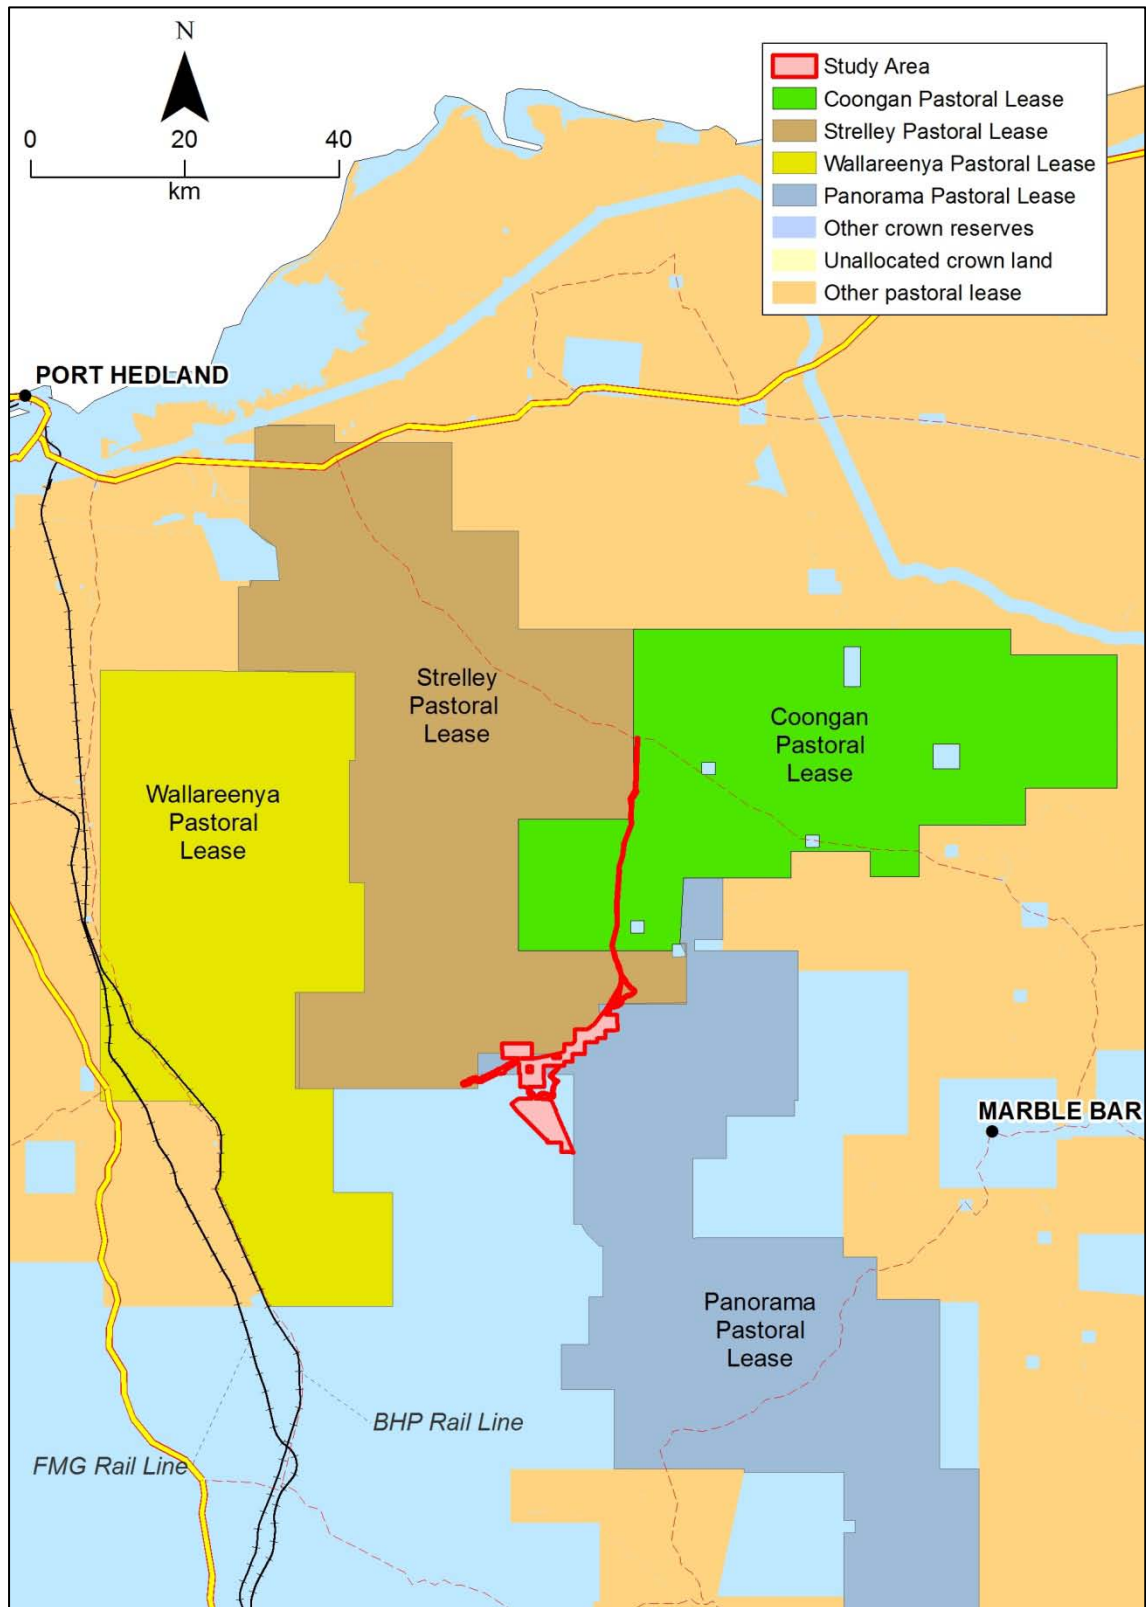 N
0 20 40
km
Study Area
Coongan Pastoral Lease
Strelley Pastoral Lease
Wallareenya Pastoral Lease
Panorama Pastoral Lease
Other crown reserves
Unallocated crown land
Other pastoral lease
PORT HEDLAND
Strelley
Pastoral
Lease
Coongan
Pastoral
Lease
Wallareenya
Pastoral
Lease
MARBLE BAR
Panorama
Pastoral
Lease
BHP Rail Line
FMG Rail Line